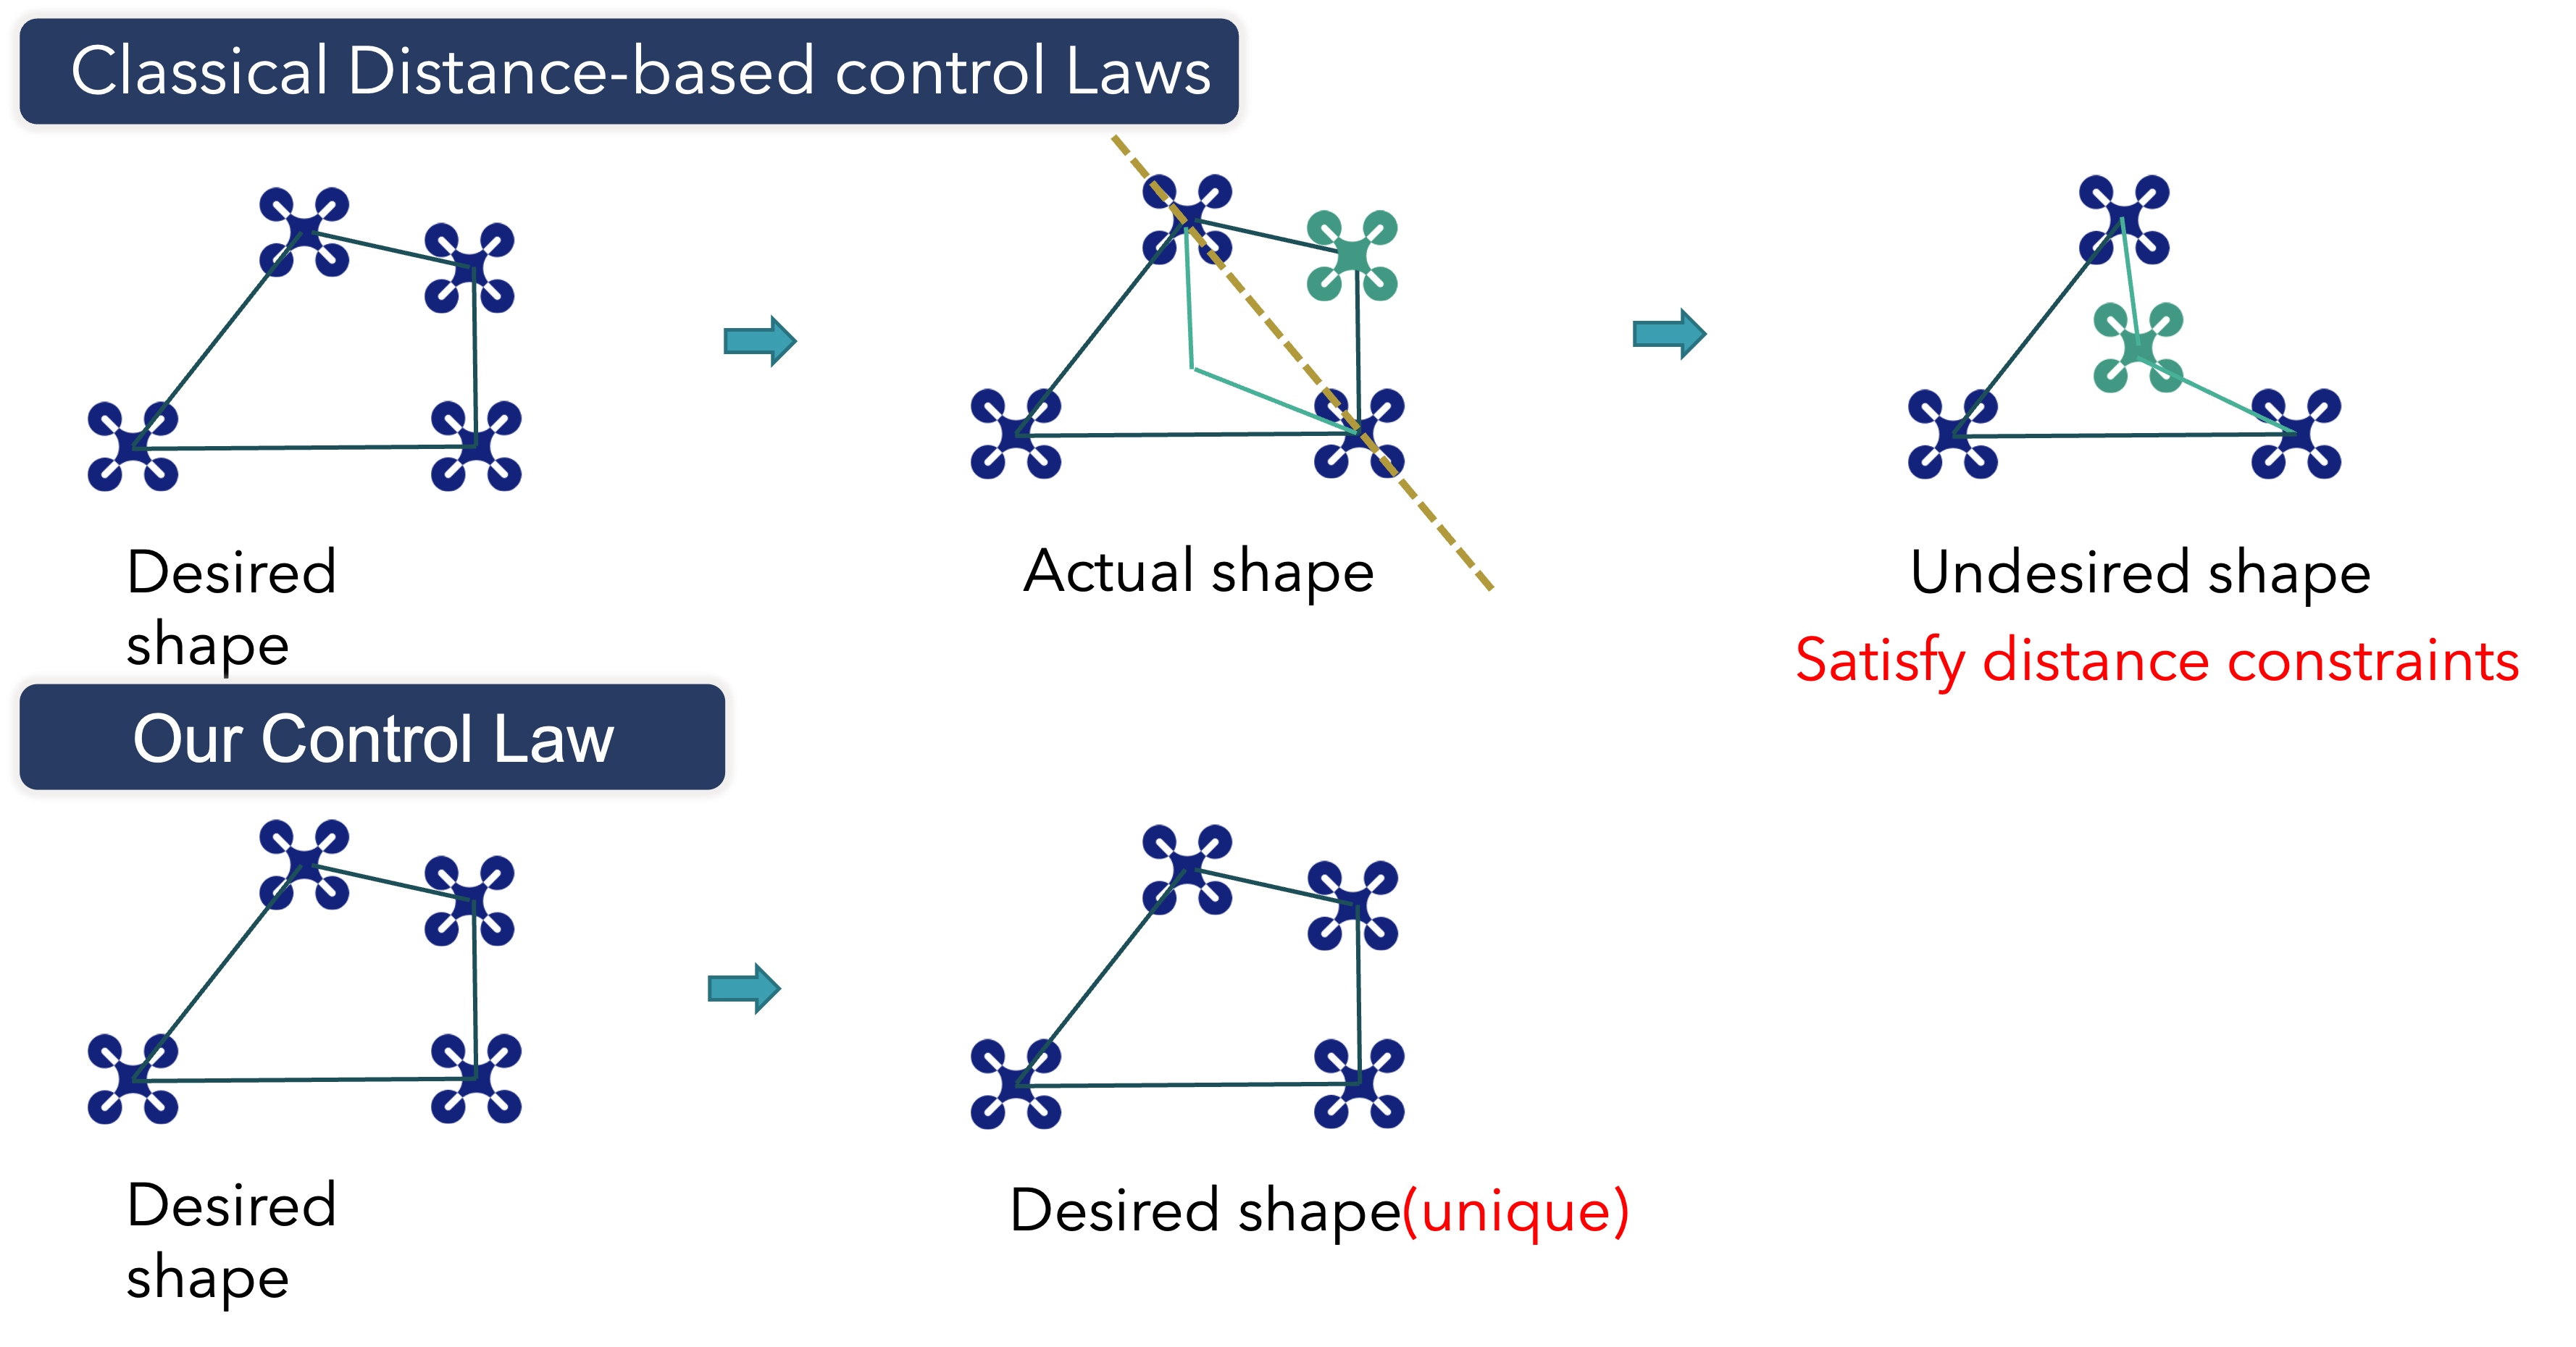 Classical Distance-based control Laws
Desired
shape
Actual shape
Undesired shape
Satisfy distance constraints
Our Control Law
Desired
shape
Desired shape(unique)